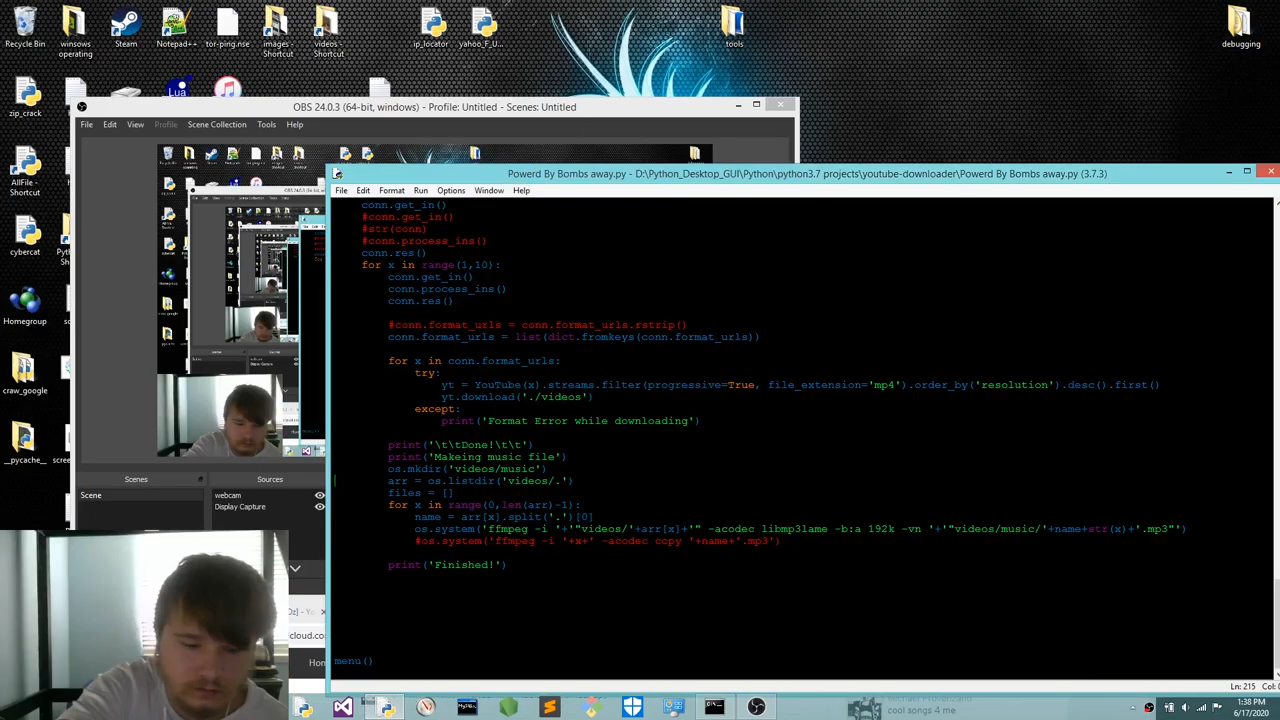 Recycle Bin
windows operating
Steam
Notepad++
tor-ping.nse
images - Shortcut
videos - Shortcut
ip_locator
yahoo_F_U...
tools
debugging
zip_crack
Lua
AllFile - Shortcut
cybercat
Homegroup
craw_google
__pycache__
OBS 24.0.3 (64-bit, windows) - Profile: Untitled - Scenes: Untitled
File Edit View Profile Scene Collection Tools Help
Scenes
Sources
Scene
webcam
Display Capture
Powerd By Bombs away.py - D:\Python_Desktop_GUI\Python\python3.7 projects\youtube-downloader\Powerd By Bombs away.py (3.7.3)
File Edit Format Run Options Window Help
conn.get_in()
#conn.get_in()
#str(conn)
#conn.process_ins()
conn.res()
for x in range(1,10):
conn.get_in()
conn.process_ins()
conn.res()
#conn.format_urls = conn.format_urls.rstrip()
conn.format_urls = list(dict.fromkeys(conn.format_urls))
for x in conn.format_urls:
try:
yt = YouTube(x).streams.filter(progressive=True, file_extension='mp4').order_by('resolution').desc().first()
yt.download('./videos')
except:
print('Format Error while downloading')
print('\t\tDone!\t\t')
print('Makeing music file')
os.mkdir('videos/music')
arr = os.listdir('videos/.')
files = []
for x in range(0,len(arr)-1):
name = arr[x].split('.')[0]
os.system('ffmpeg -i '+'"videos/'+arr[x]+'" -acodec libmp3lame -b:a 192k -vn '+'"videos/music/'+name+str(x)+'.mp3"')
#os.system('ffmpeg -i '+x+' -acodec copy '+name+'.mp3')
print('Finished!')
menu()
Ln: 215 Col:
cool songs 4 me
1:38 PM
6/17/2020